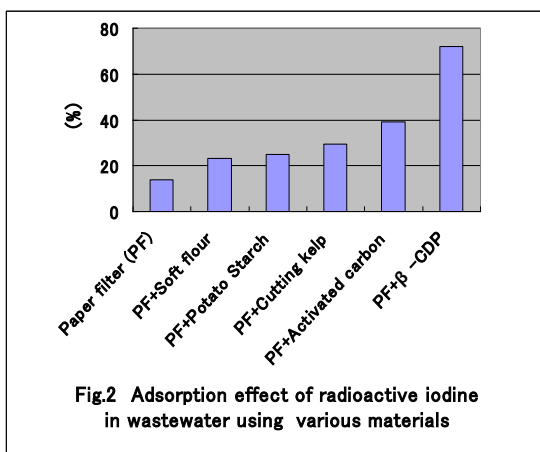 80
60
40
20
0
(%)
Paper filter (PF)
PF+Soft flour
PF+Potato Starch
PF+Cutting kelp
PF+Activated carbon
PF+β -CDP
Fig.2 Adsorption effect of radioactive iodine
in wastewater using various materials